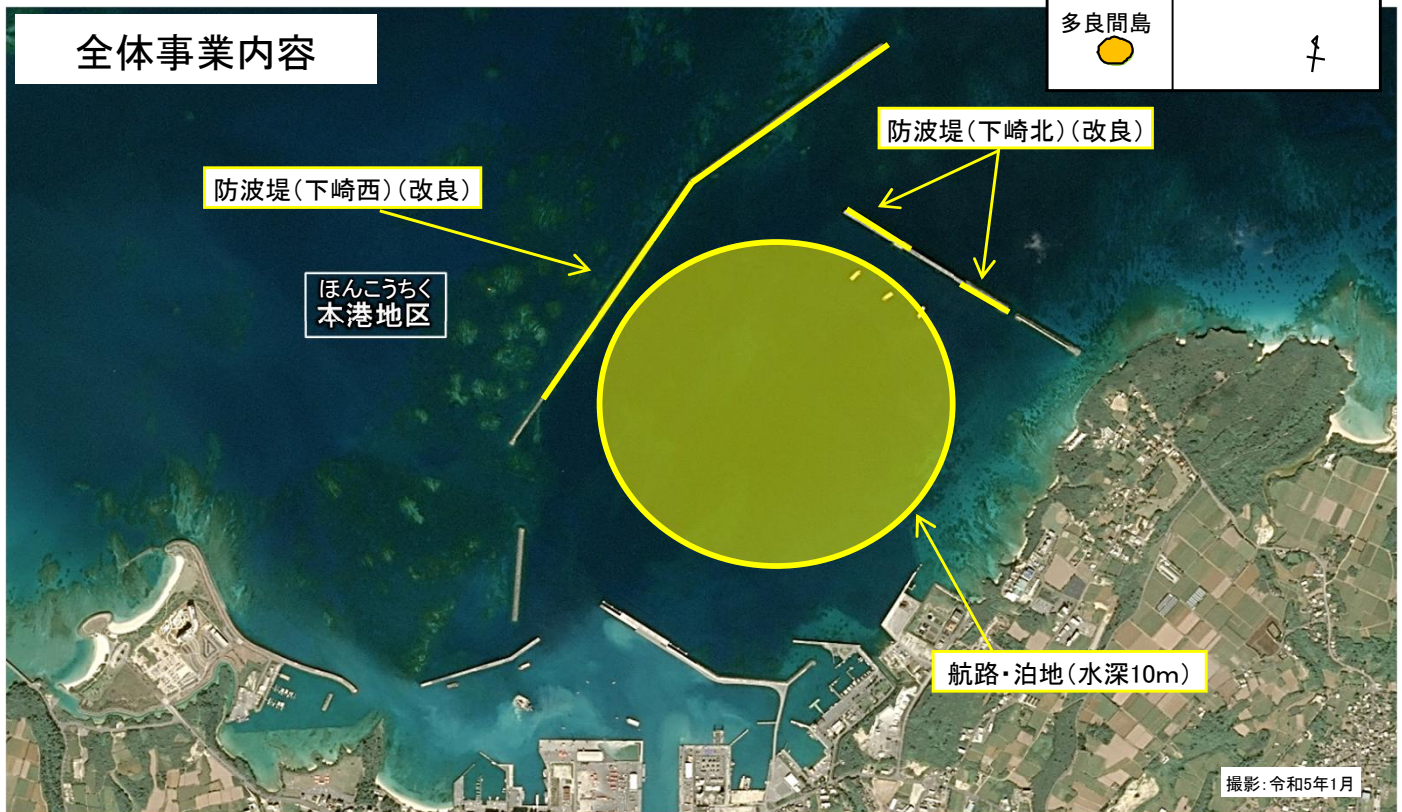 全体事業内容
多良間島
防波堤(下崎北)(改良)
防波堤(下崎西)(改良)
ほんこうちく
本港地区
航路・泊地(水深10m)
撮影:令和5年1月